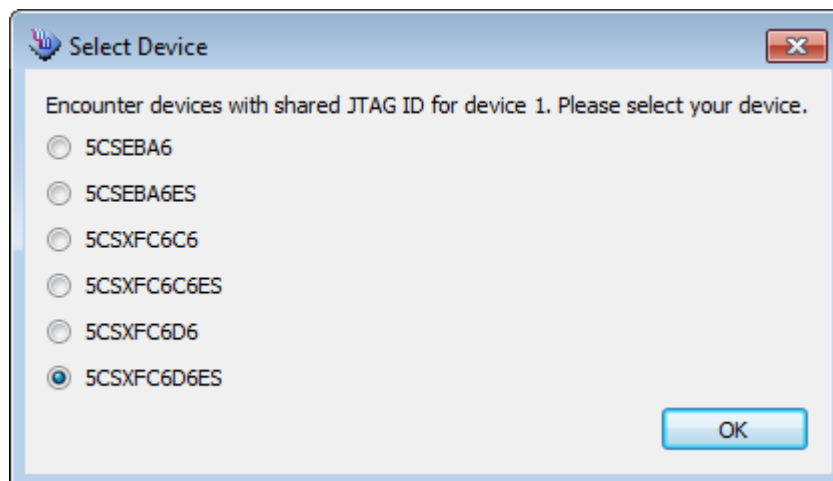 Select Device
Encounter devices with shared JTAG ID for device 1. Please select your device.
5CSEBA6
5CSEBA6ES
5CSXFC6C6
5CSXFC6C6ES
5CSXFC6D6
5CSXFC6D6ES
OK